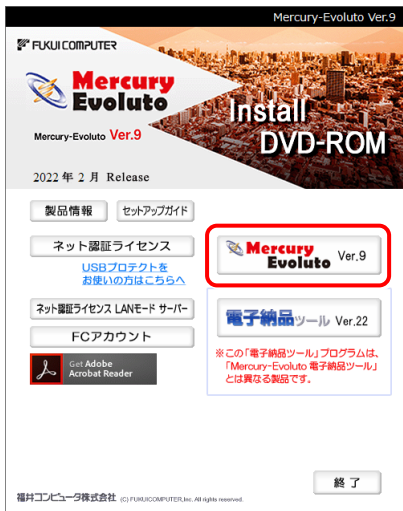 Mercury-Evoluto Ver.9
FUKUI COMPUTER
Mercury
Evoluto
Mercury-Evoluto Ver.9
Install
DVD-ROM
2022 年 2 月 Release
製品情報
セットアップガイド
ネット認証ライセンス
USBプロテクトを
お使いの方はこちらへ
ネット認証ライセンス LANモード サーバー
FCアカウント
Get Adobe
Acrobat Reader
Mercury
Evoluto Ver.9
電子納品ツール Ver.22
※この「電子納品ツール」プログラムは、
「Mercury-Evoluto 電子納品ツール」
とは異なる製品です。
終 了
福井コンピュータ株式会社 (C) FUKUICOMPUTER,Inc. All rights reserved.